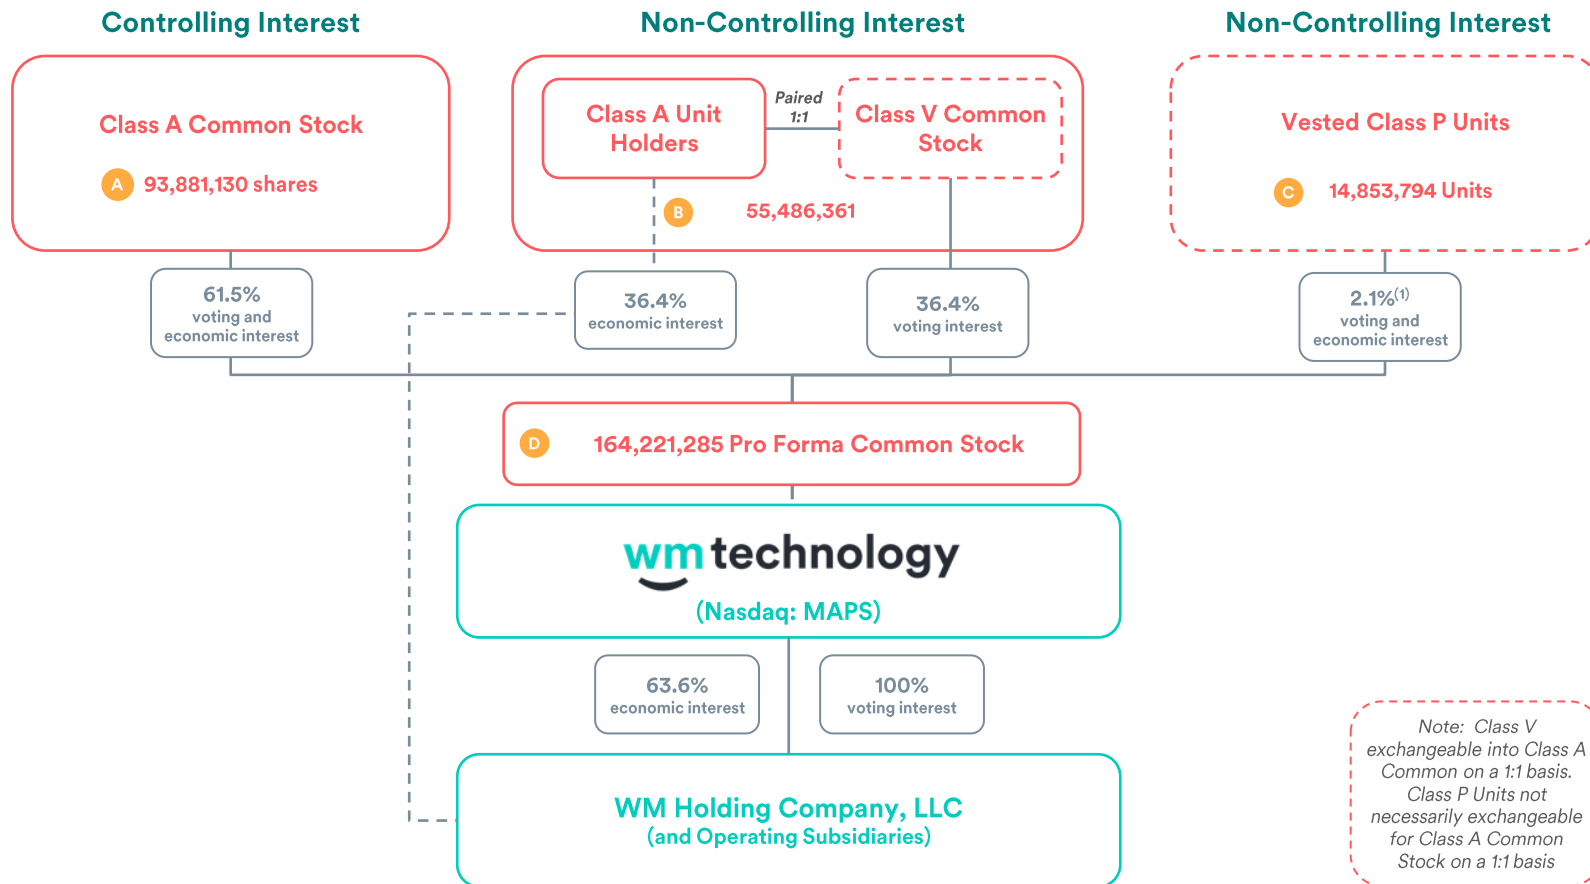 Controlling Interest
Non-Controlling Interest
Non-Controlling Interest
Class A Common Stock
A 93,881,130 shares
Class A Unit
Holders
Paired
1:1
Class V Common
Stock
B 55,486,361
Vested Class P Units
C 14,853,794 Units
61.5%
voting and
economic interest
36.4%
economic interest
36.4%
voting interest
2.1%(1)
voting and
economic interest
D 164,221,285 Pro Forma Common Stock
wm technology
(Nasdaq: MAPS)
63.6%
economic interest
100%
voting interest
WM Holding Company, LLC
(and Operating Subsidiaries)
Note: Class V
exchangeable into Class A
Common on a 1:1 basis.
Class P Units not
necessarily exchangeable
for Class A Common
Stock on a 1:1 basis